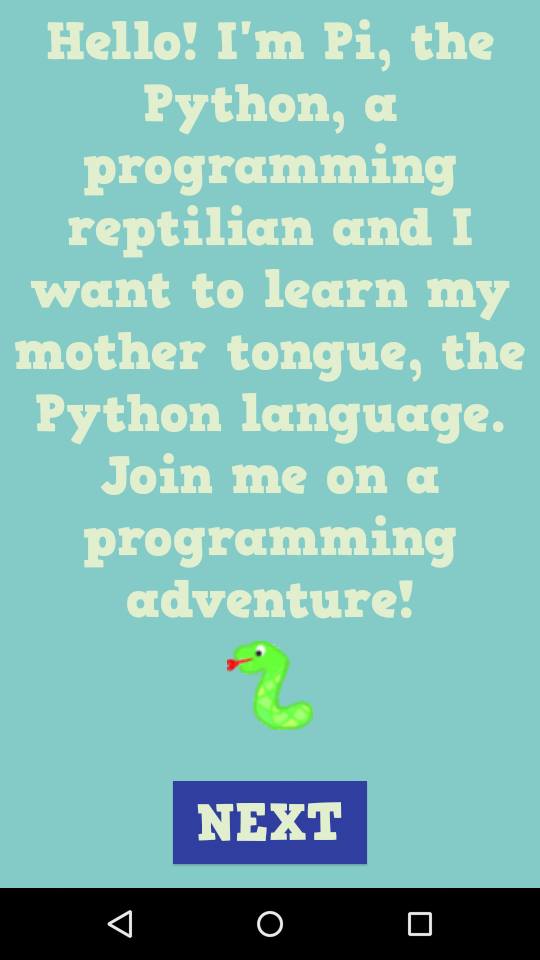 Hello! I'm Pi, the
Python, a
programming
reptilian and I
want to learn my
mother tongue, the
Python language.
Join me on a
programming
adventure!
NEXT